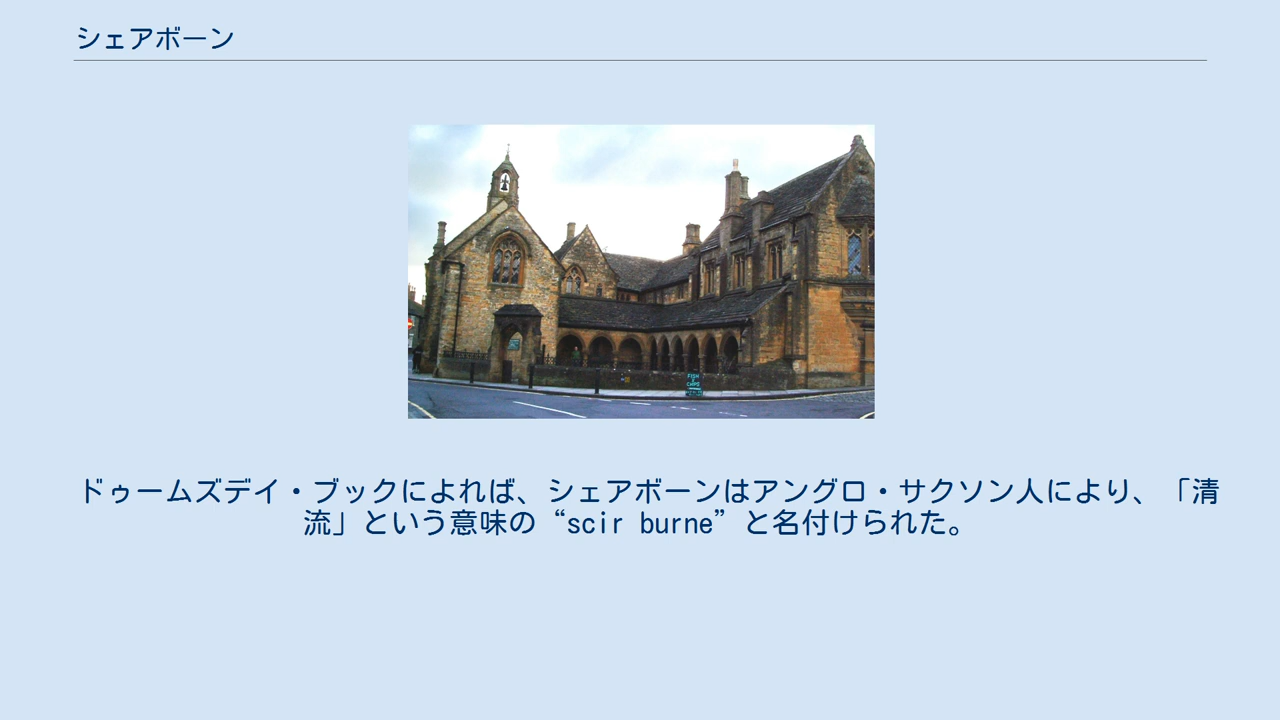 シェアボーン
FISH
&
CHIPS
ドゥームズデイ・ブックによれば、シェアボーンはアングロ・サクソン人により、「清
流」という意味の“scir burne”と名付けられた。